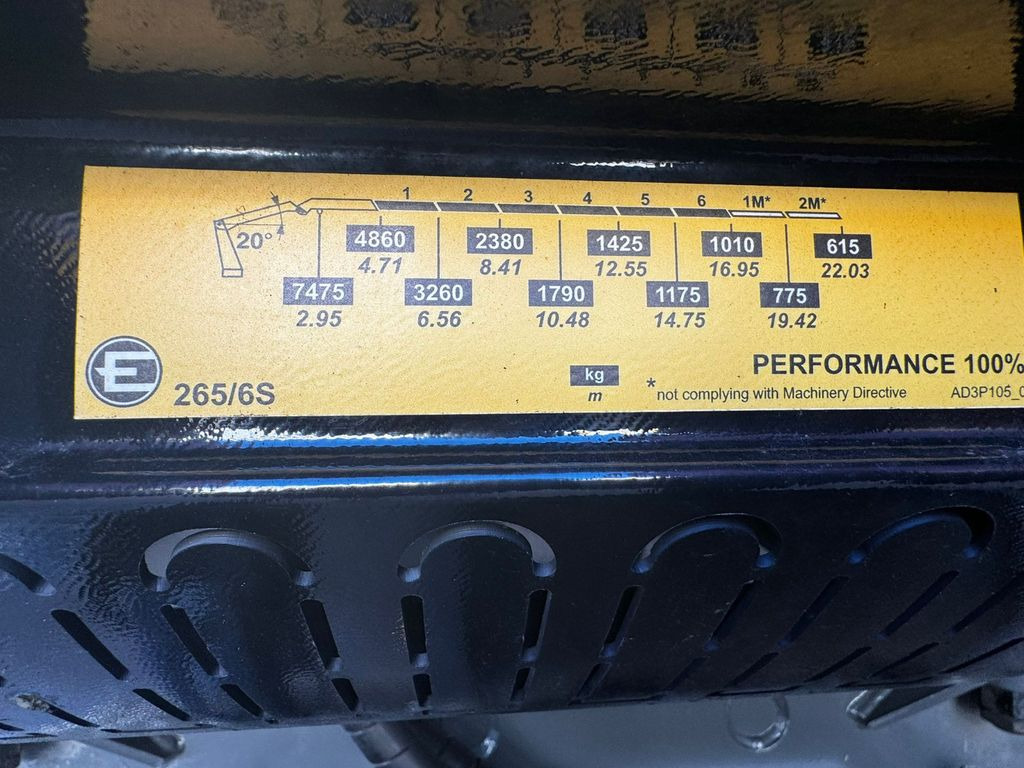 1 2 3 4 5 6 1M* 2M*
20° 4860 2380 1425 1010 615
4.71 8.41 12.55 16.95 22.03
7475 3260 1790 1175 775
2.95 6.56 10.48 14.75 19.42
E 265/6S
kg
m
PERFORMANCE 100%
*not complying with Machinery Directive AD3P105_0